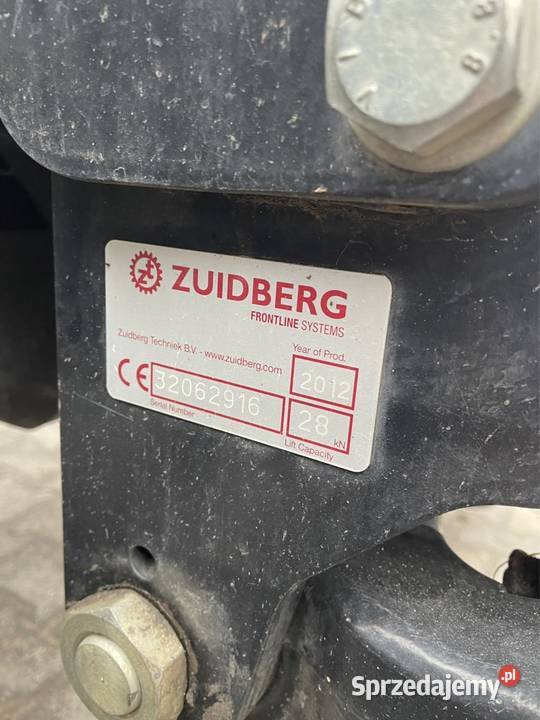 ZUIDBERG
FRONTLINE SYSTEMS
Zuidberg Techniek B.V. - www.zuidberg.com
Year of Prod.
2012
CE
32062916
Serial Number
28 kN
Lift Capacity
Sprzedajemy.pl